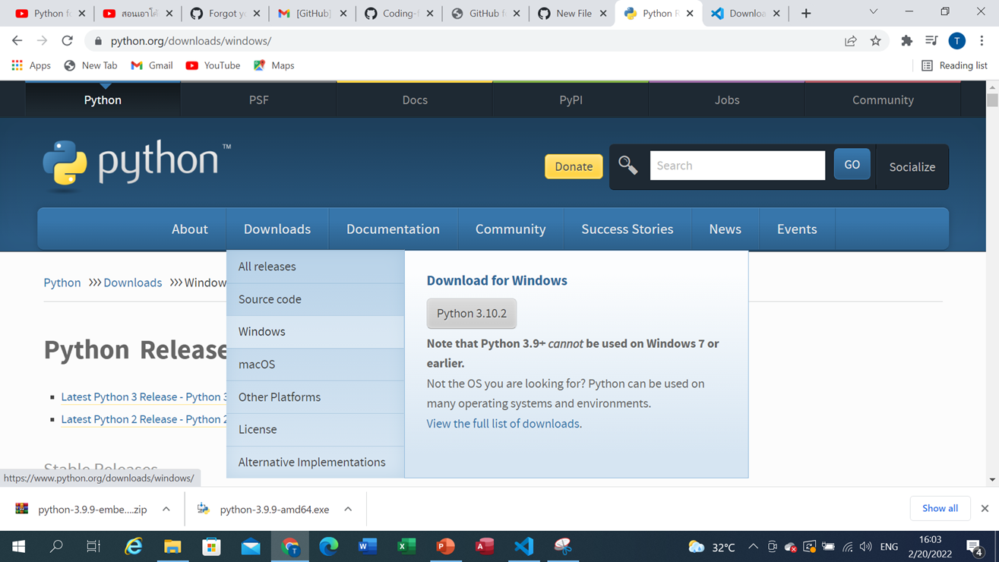 Python fo
สอนเอาโค้
Forgot yo
[GitHub]
Coding-f
GitHub fo
New File
Python R
Downloa
python.org/downloads/windows/
T
Apps
New Tab
Gmail
YouTube
Maps
Reading list
Python
PSF
Docs
PyPI
Jobs
Community
python™
Donate
Search
GO
Socialize
About
Downloads
Documentation
Community
Success Stories
News
Events
Python >>> Downloads >>> Window
All releases
Source code
Windows
macOS
Other Platforms
License
Alternative Implementations
Download for Windows
Python 3.10.2
Note that Python 3.9+ cannot be used on Windows 7 or
earlier.
Not the OS you are looking for? Python can be used on
many operating systems and environments.
View the full list of downloads.
Python Release
Latest Python 3 Release - Python 3
Latest Python 2 Release - Python 2
Stable Releases
https://www.python.org/downloads/windows/
python-3.9.9-embe....zip
python-3.9.9-amd64.exe
Show all
32°C
ENG
16:03
2/20/2022
4